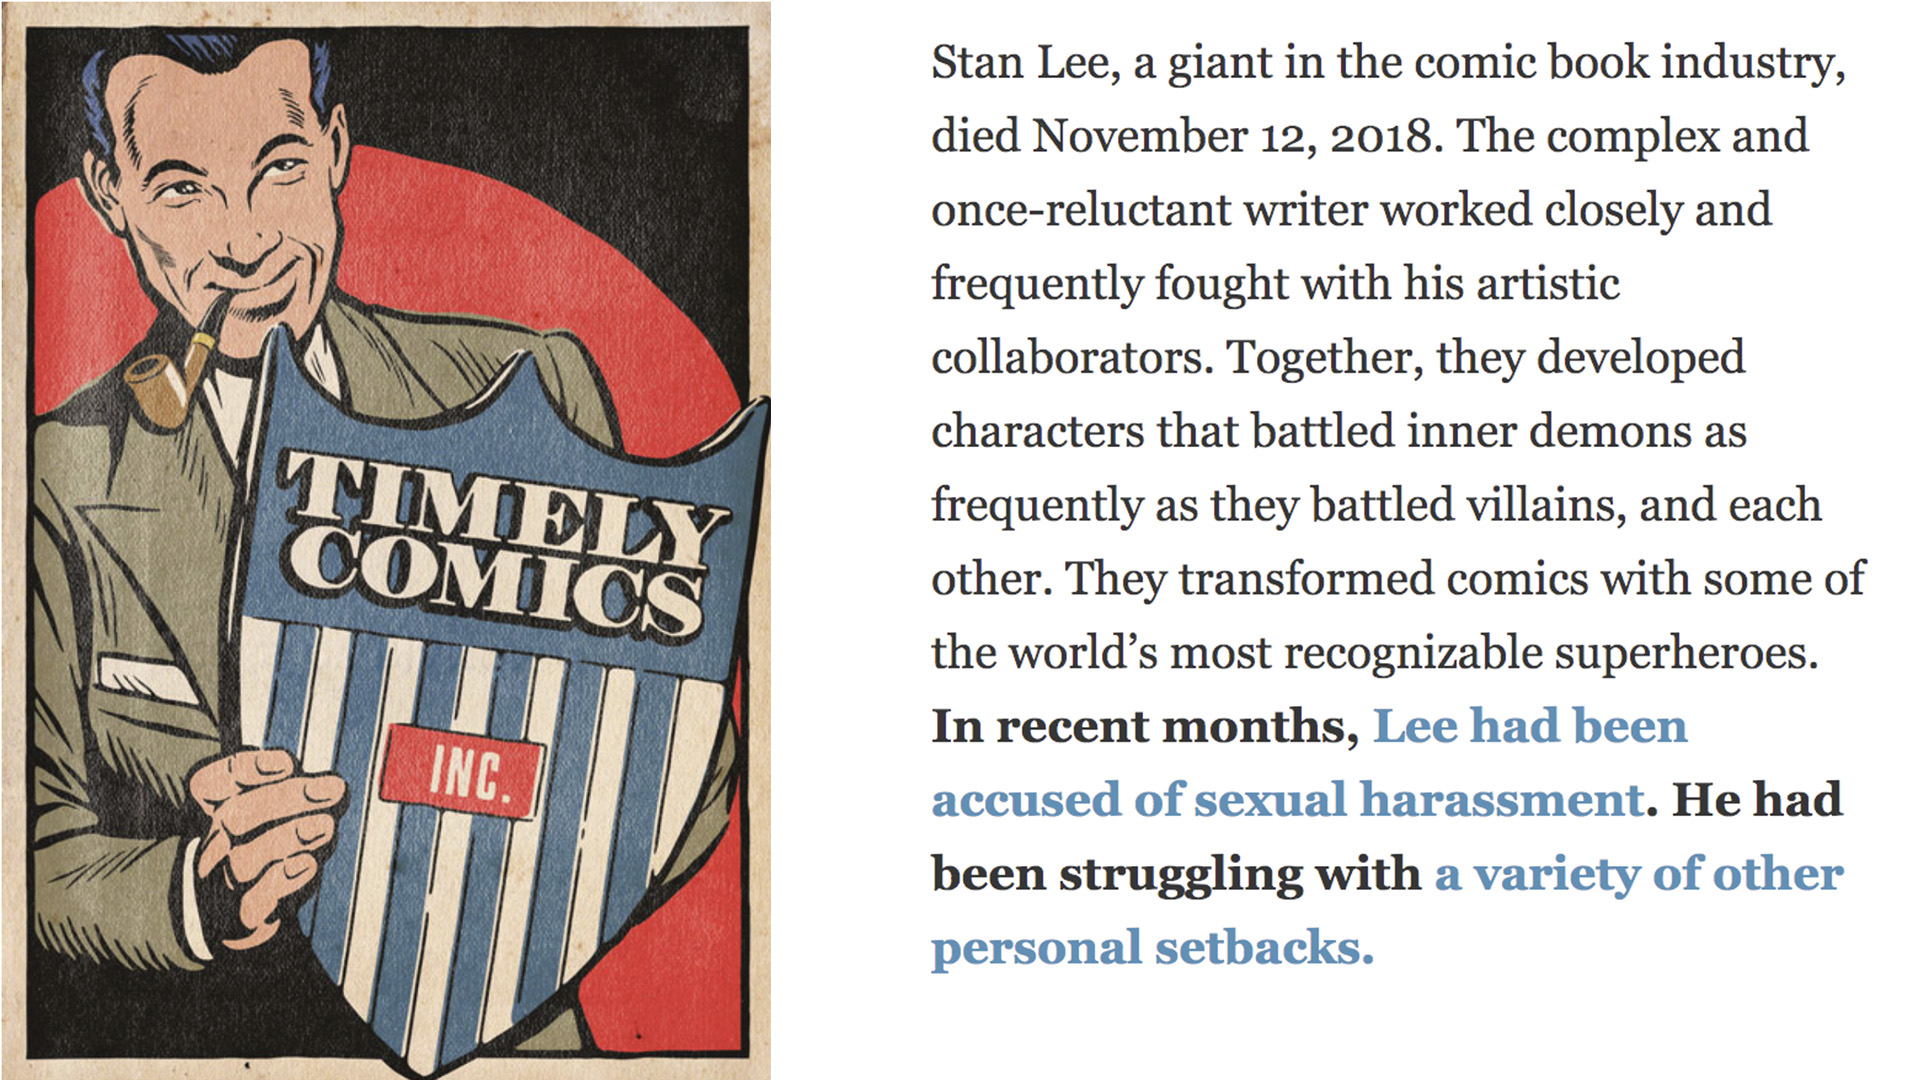 TIMELY
COMICS
INC.
Stan Lee, a giant in the comic book industry,
died November 12, 2018. The complex and
once-reluctant writer worked closely and
frequently fought with his artistic
collaborators. Together, they developed
characters that battled inner demons as
frequently as they battled villains, and each
other. They transformed comics with some of
the world’s most recognizable superheroes.
In recent months, Lee had been
accused of sexual harassment. He had
been struggling with a variety of other
personal setbacks.